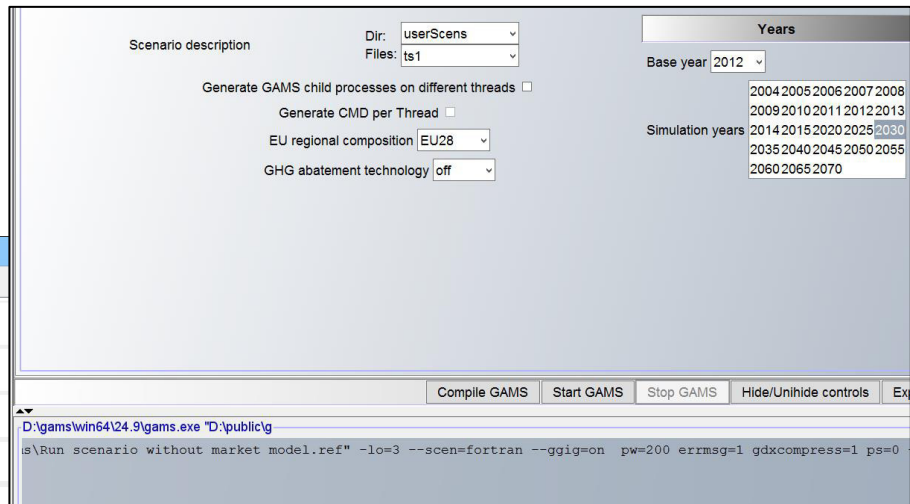 Scenario description
Dir: userScens
Files: ts1
Generate GAMS child processes on different threads
Generate CMD per Thread
EU regional composition EU28
GHG abatement technology off
Years
Base year 2012
Simulation years
2004 2005 2006 2007 2008
2009 2010 2011 2012 2013
2014 2015 2020 2025 2030
2035 2040 2045 2050 2055
2060 2065 2070
Compile GAMS Start GAMS Stop GAMS Hide/Unihide controls Exp
D:\gams\win64\24.9\gams.exe "D:\public\g
s\Run scenario without market model.ref" -lo=3 --scen=fortran --ggig=on pw=200 errmsg=1 gdxcompress=1 ps=0 -